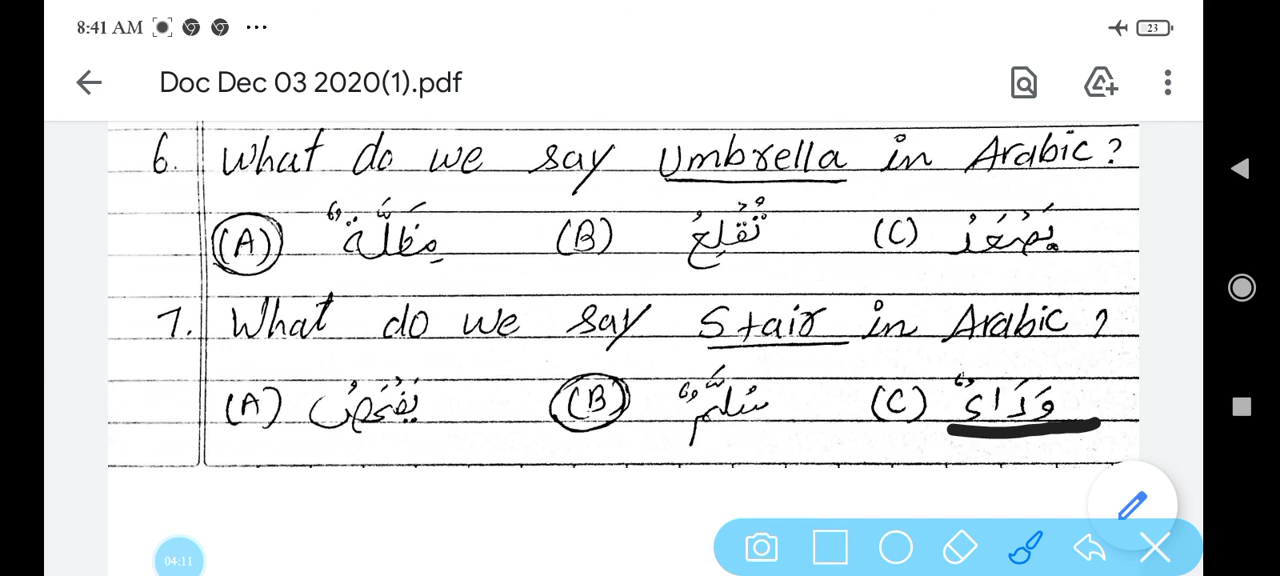 8:41 AM ... 23
Doc Dec 03 2020(1).pdf
6. What do we say Umbrella in Arabic?
(A) مِظَلَّةٌ (B) تُقْلِعُ (C) يَصْعَدُ
7. What do we say Stair in Arabic?
(A) (B) سُلَّمٌ (C)
04:11